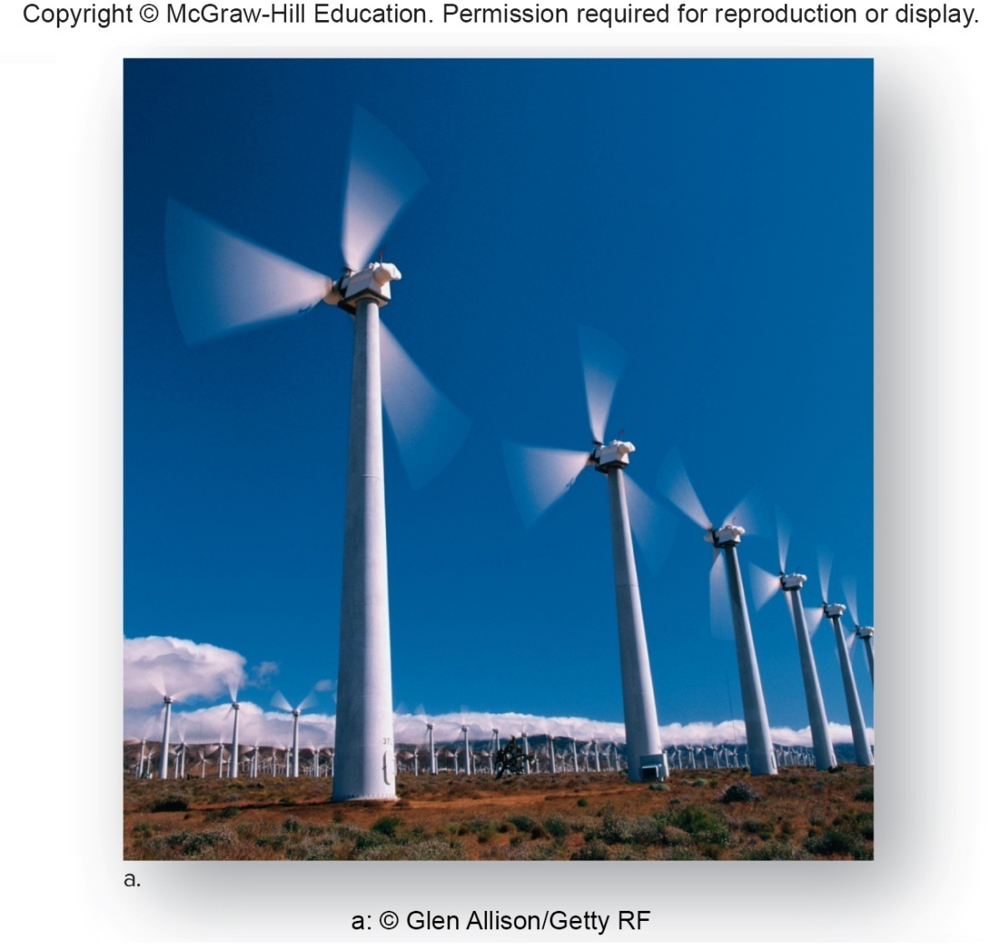 Copyright © McGraw-Hill Education. Permission required for reproduction or display.
a.
a: © Glen Allison/Getty RF